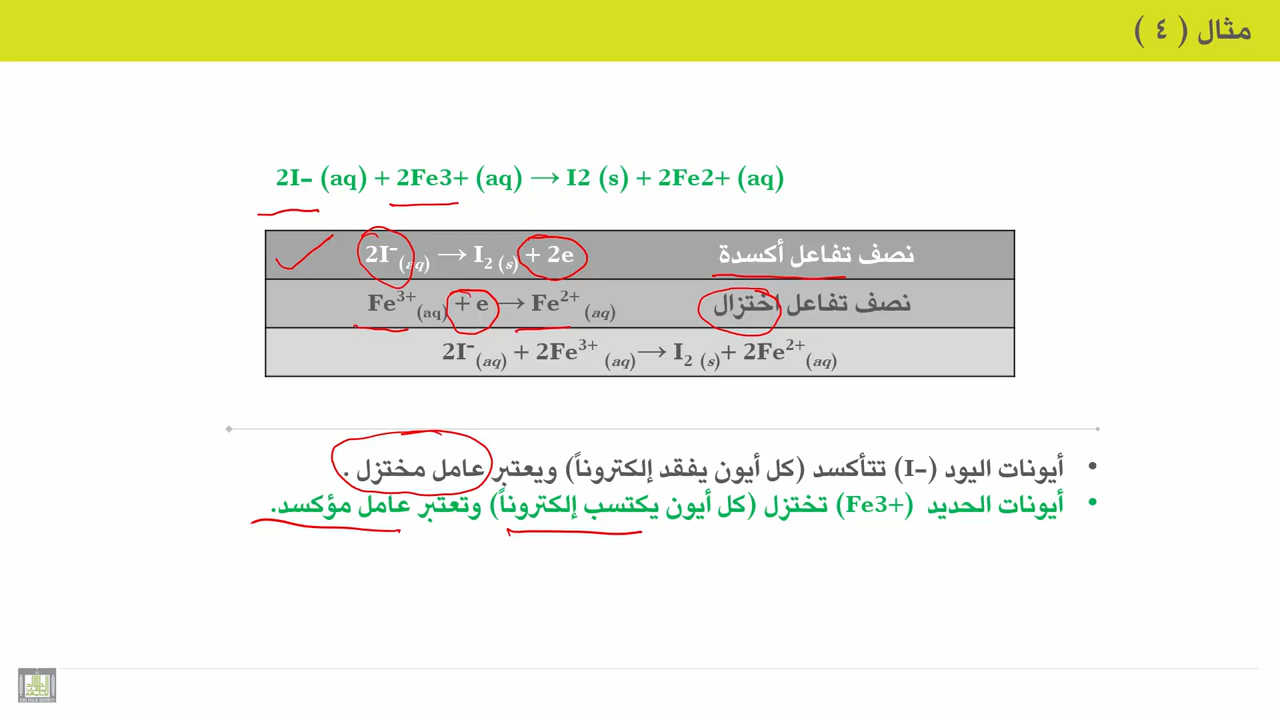 مثال ( ٤ )
2I– (aq) + 2Fe3+ (aq) → I2 (s) + 2Fe2+ (aq)
2I⁻(aq) → I₂ (s) + 2e نصف تفاعل أكسدة
Fe³⁺(aq) + e → Fe²⁺ (aq) نصف تفاعل اختزال
2I⁻(aq) + 2Fe³⁺ (aq) → I₂ (s) + 2Fe²⁺(aq)
• أيونات اليود (I–) تتأكسد (كل أيون يفقد إلكتروناً) ويعتبر عامل مختزل .
• أيونات الحديد (Fe3+) تختزل (كل أيون يكتسب إلكتروناً) وتعتبر عامل مؤكسد.